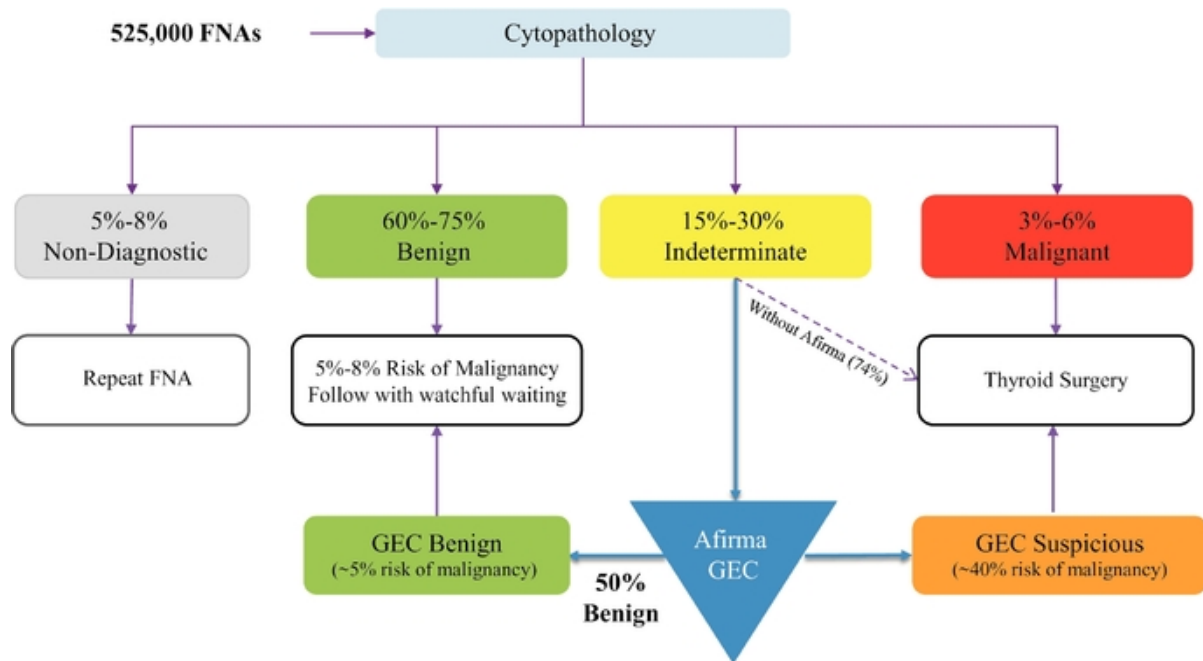 525,000 FNAs
Cytopathology
5%-8%
Non-Diagnostic
60%-75%
Benign
15%-30%
Indeterminate
3%-6%
Malignant
Repeat FNA
5%-8% Risk of Malignancy
Follow with watchful waiting
Without Afirma (74%)
Thyroid Surgery
GEC Benign
(~5% risk of malignancy)
50%
Benign
Afirma
GEC
GEC Suspicious
(~40% risk of malignancy)